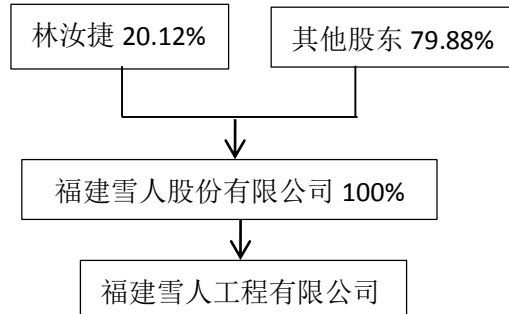 林汝捷 20.12%
其他股东 79.88%
福建雪人股份有限公司 100%
福建雪人工程有限公司